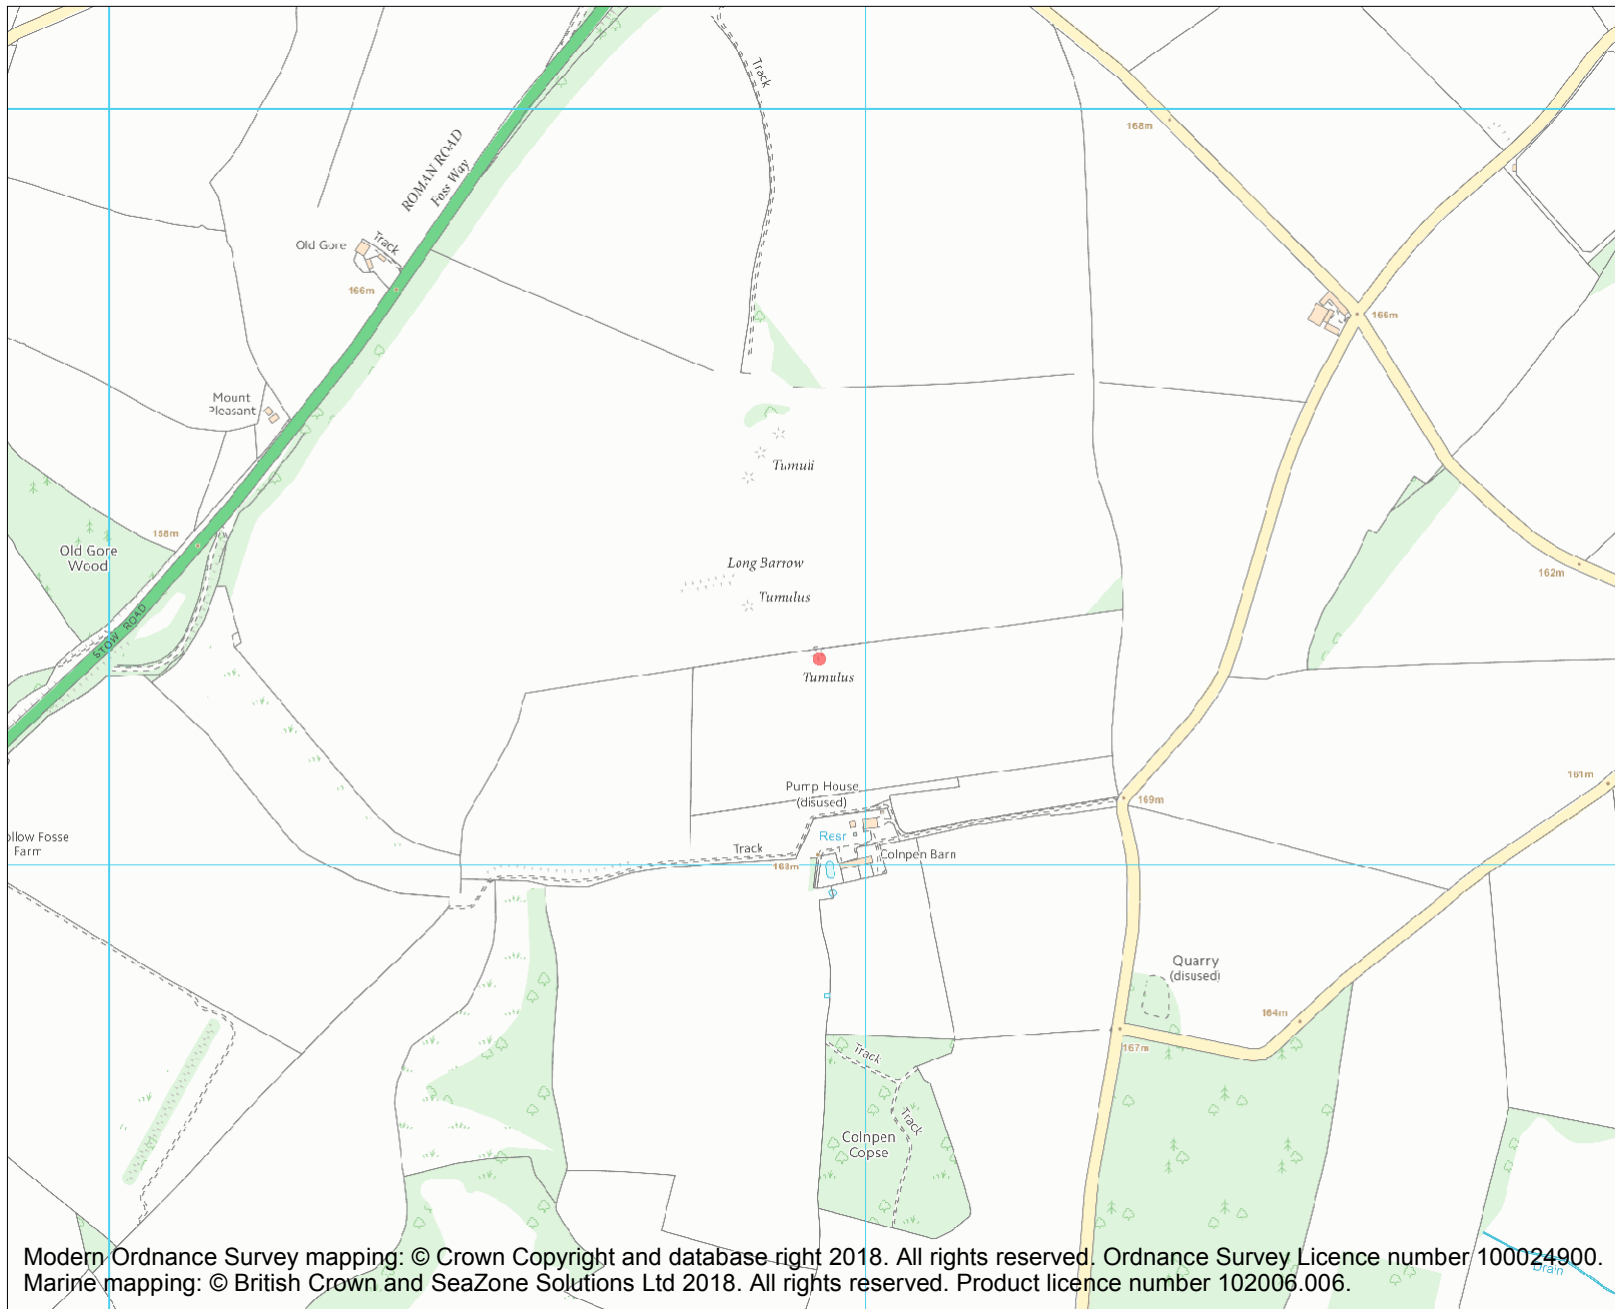 Track
168m
ROMAN ROAD
Foss Way
Old Gore
Track
166m
166m
Mount
Pleasant
Tumuli
158m
Old Gore
Wood
Long Barrow
Tumulus
162m
STOW ROAD
Tumulus
161m
Pump House
(disused)
169m
Resr
ollow Fosse
Farm
Track
Colnpen Barn
163m
Quarry
(disused)
164m
167m
Track
Track
Colnpen
Copse
Modern Ordnance Survey mapping: © Crown Copyright and database right 2018. All rights reserved. Ordnance Survey Licence number 100024900.
Drain
Marine mapping: © British Crown and SeaZone Solutions Ltd 2018. All rights reserved. Product licence number 102006.006.